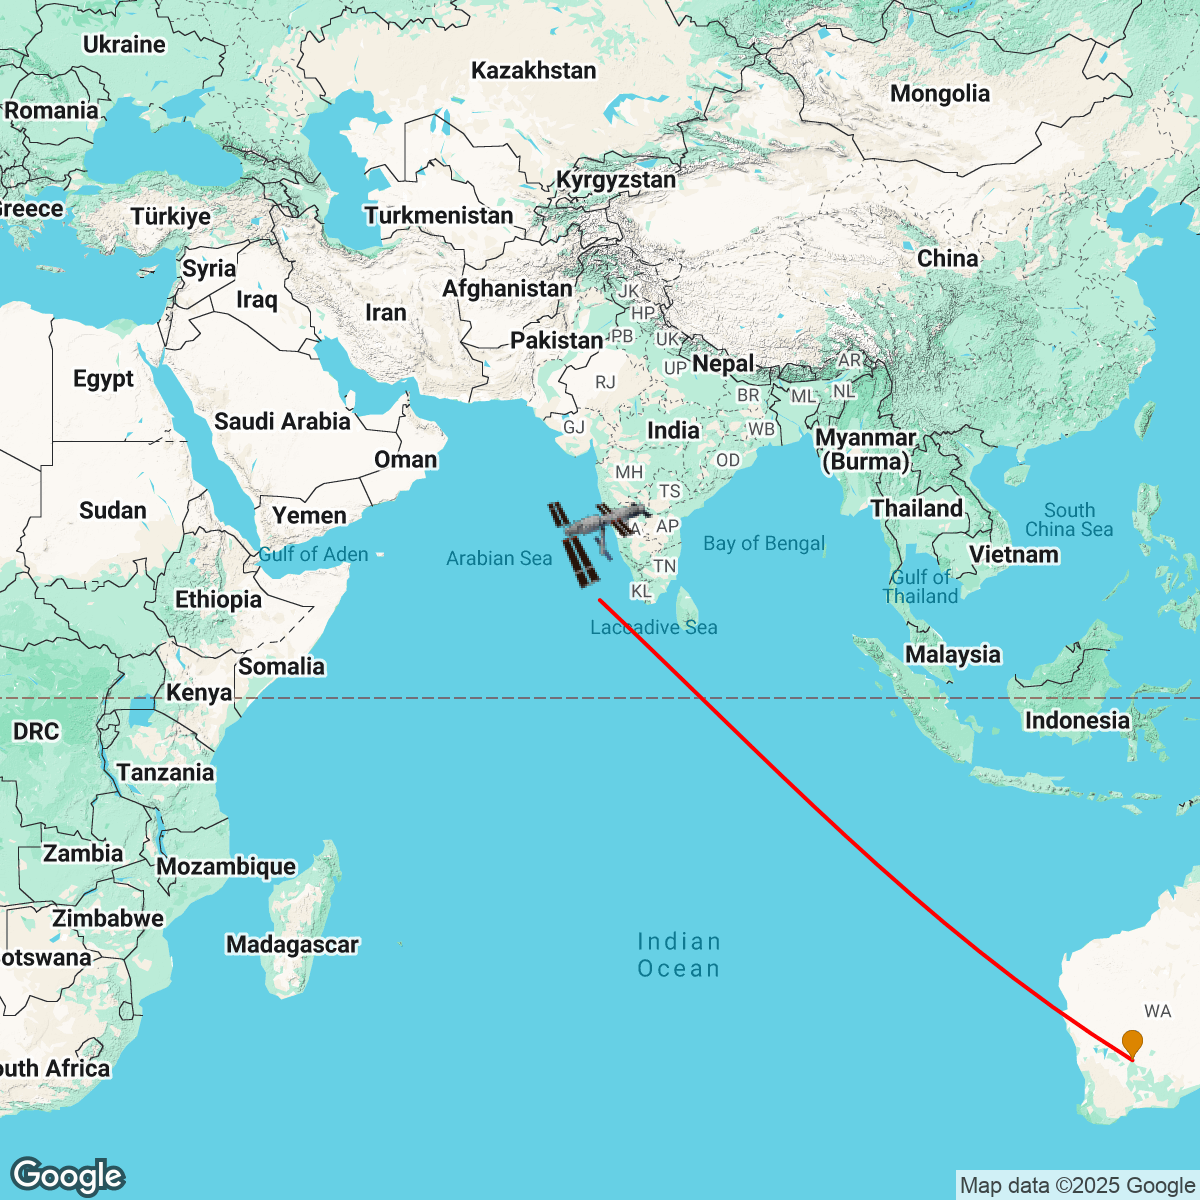 Ukraine
Kazakhstan
Mongolia
Romania
Kyrgyzstan
Greece
Türkiye
Turkmenistan
China
Syria
Afghanistan
Iraq
JK
Iran
HP
Pakistan
PB
UK
Nepal
AR
UP
Egypt
RJ
BR
ML
NL
Saudi Arabia
GJ
India
WB
Myanmar
(Burma)
Oman
MH
OD
TS
Sudan
Yemen
AP
Thailand
South
China Sea
Gulf of Aden
Arabian Sea
Bay of Bengal
Vietnam
TN
Gulf of
Thailand
Ethiopia
KL
Laccadive Sea
Somalia
Malaysia
Kenya
Indonesia
DRC
Tanzania
Zambia
Mozambique
Zimbabwe
Madagascar
Indian
Ocean
otswana
WA
outh Africa
Google
Map data ©2025 Google